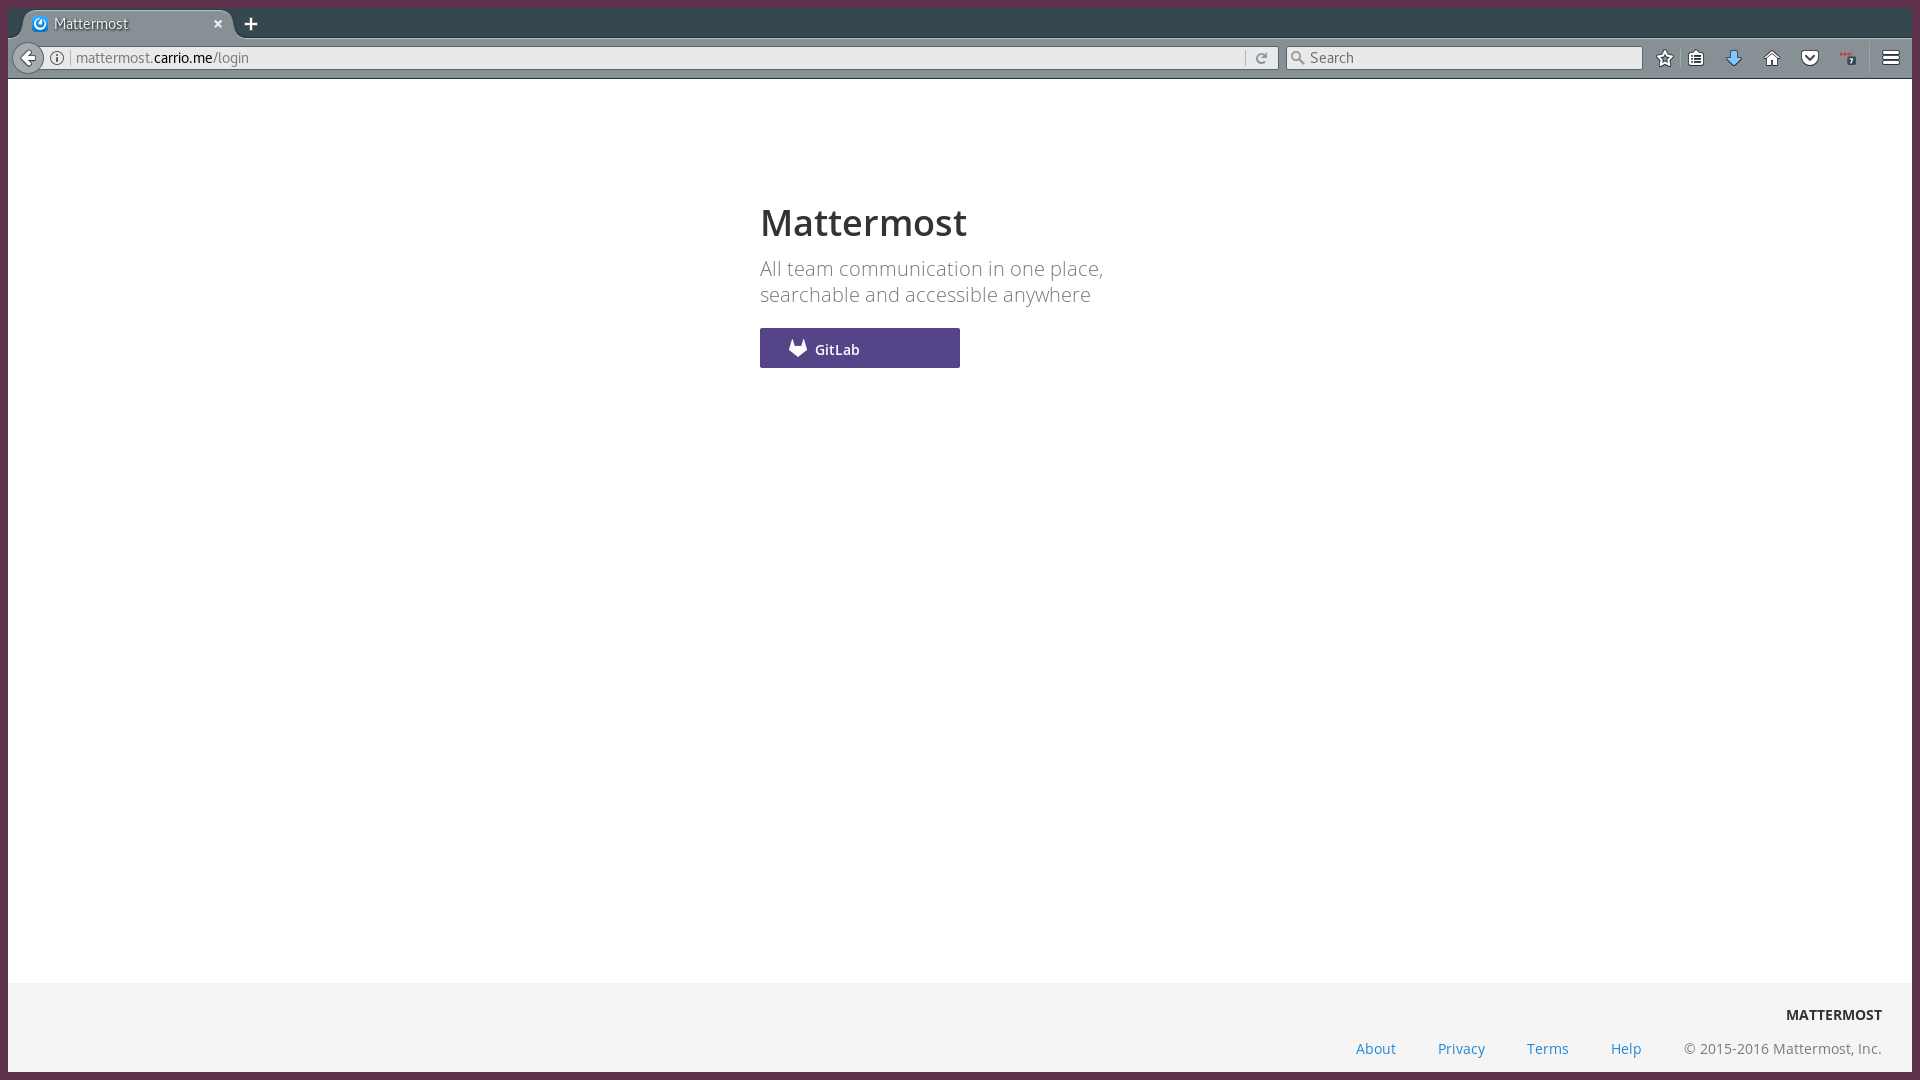 Mattermost
mattermost.carrio.me/login
Search
7
Mattermost
All team communication in one place,
searchable and accessible anywhere
GitLab
MATTERMOST
About Privacy Terms Help © 2015-2016 Mattermost, Inc.